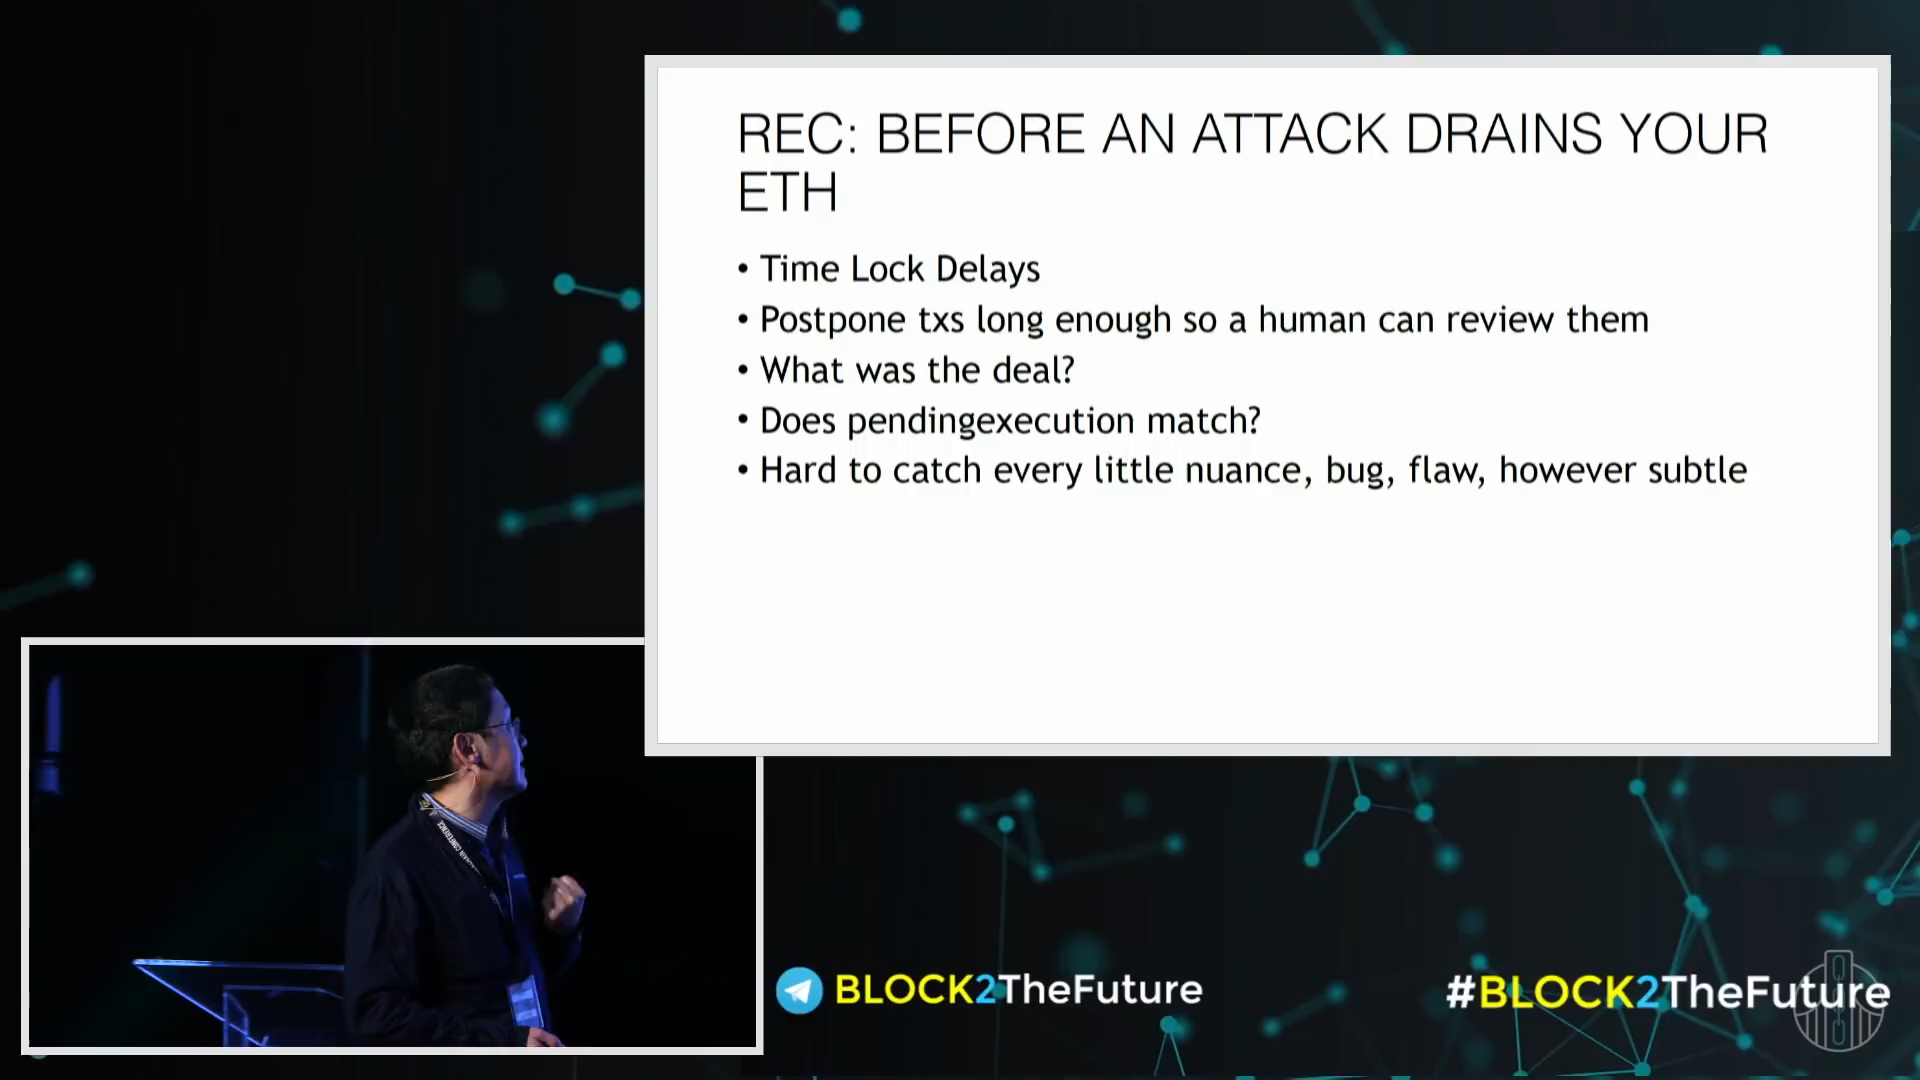 REC: BEFORE AN ATTACK DRAINS YOUR
ETH
• Time Lock Delays
• Postpone txs long enough so a human can review them
• What was the deal?
• Does pendingexecution match?
• Hard to catch every little nuance, bug, flaw, however subtle
BLOCK2TheFuture
#BLOCK2TheFuture